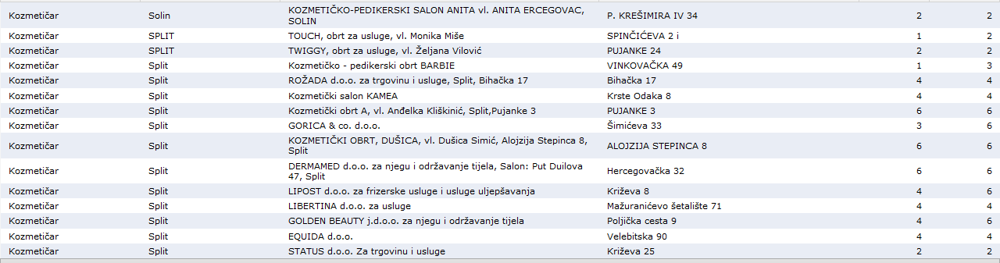 Kozmetičar Solin KOZMETIČKO-PEDIKERSKI SALON ANITA vl. ANITA ERCEGOVAC, P. KREŠIMIRA IV 34 2 2
SOLIN
Kozmetičar SPLIT TOUCH, obrt za usluge, vl. Monika Miše SPINČIĆEVA 2 i 1 2
Kozmetičar SPLIT TWIGGY, obrt za usluge, vl. Željana Vilović PUJANKE 24 2 2
Kozmetičar Split Kozmetičko - pedikerski obrt BARBIE VINKOVAČKA 49 1 3
Kozmetičar Split ROŽADA d.o.o. za trgovinu i usluge, Split, Bihačka 17 Bihačka 17 4 4
Kozmetičar Split Kozmetički salon KAMEA Krste Odaka 8 4 4
Kozmetičar Split Kozmetički obrt A, vl. Anđelka Kliškinić, Split,Pujanke 3 PUJANKE 3 6 6
Kozmetičar Split GORICA & co. d.o.o. Šimićeva 33 3 6
Kozmetičar Split KOZMETIČKI OBRT, DUŠICA, vl. Dušica Simić, Alojzija Stepinca 8, ALOJZIJA STEPINCA 8 6 6
Split
Kozmetičar Split DERMAMED d.o.o. za njegu i održavanje tijela, Salon: Put Duilova Hercegovačka 32 6 6
47, Split
Kozmetičar Split LIPOST d.o.o. za frizerske usluge i usluge uljepšavanja Križeva 8 4 6
Kozmetičar Split LIBERTINA d.o.o. za usluge Mažuranićevo šetalište 71 4 4
Kozmetičar Split GOLDEN BEAUTY j.d.o.o. za njegu i održavanje tijela Poljička cesta 9 4 6
Kozmetičar Split EQUIDA d.o.o. Velebitska 90 4 4
Kozmetičar Split STATUS d.o.o. Za trgovinu i usluge Križeva 25 2 2